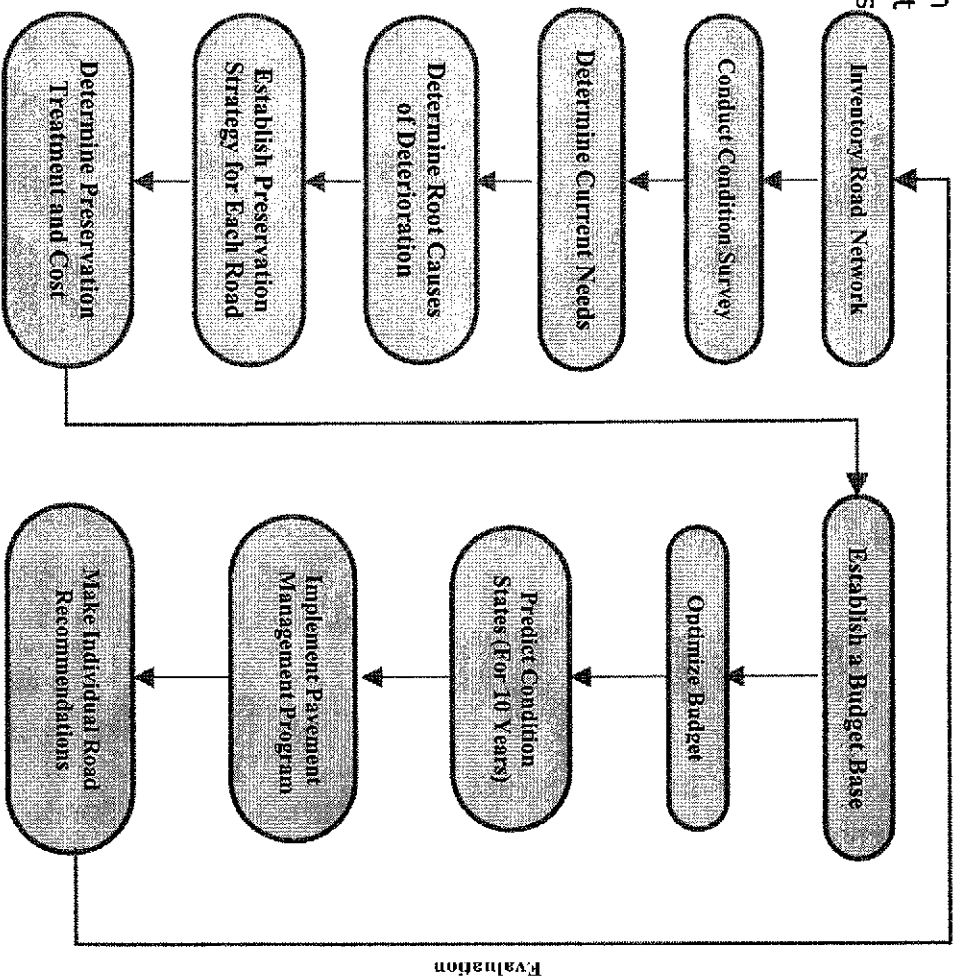 Inventory Road Network
Conduct Condition Survey
Determine Current Needs
Determine Root Causes
of Deterioration
Establish Preservation
Strategy for Each Road
Determine Preservation
Treatment and Cost
Establish a Budget Base
Optimize Budget
Predict Condition
States (For 10 Years)
Implement Pavement
Management Program
Make Individual Road
Recommendations
Evaluation